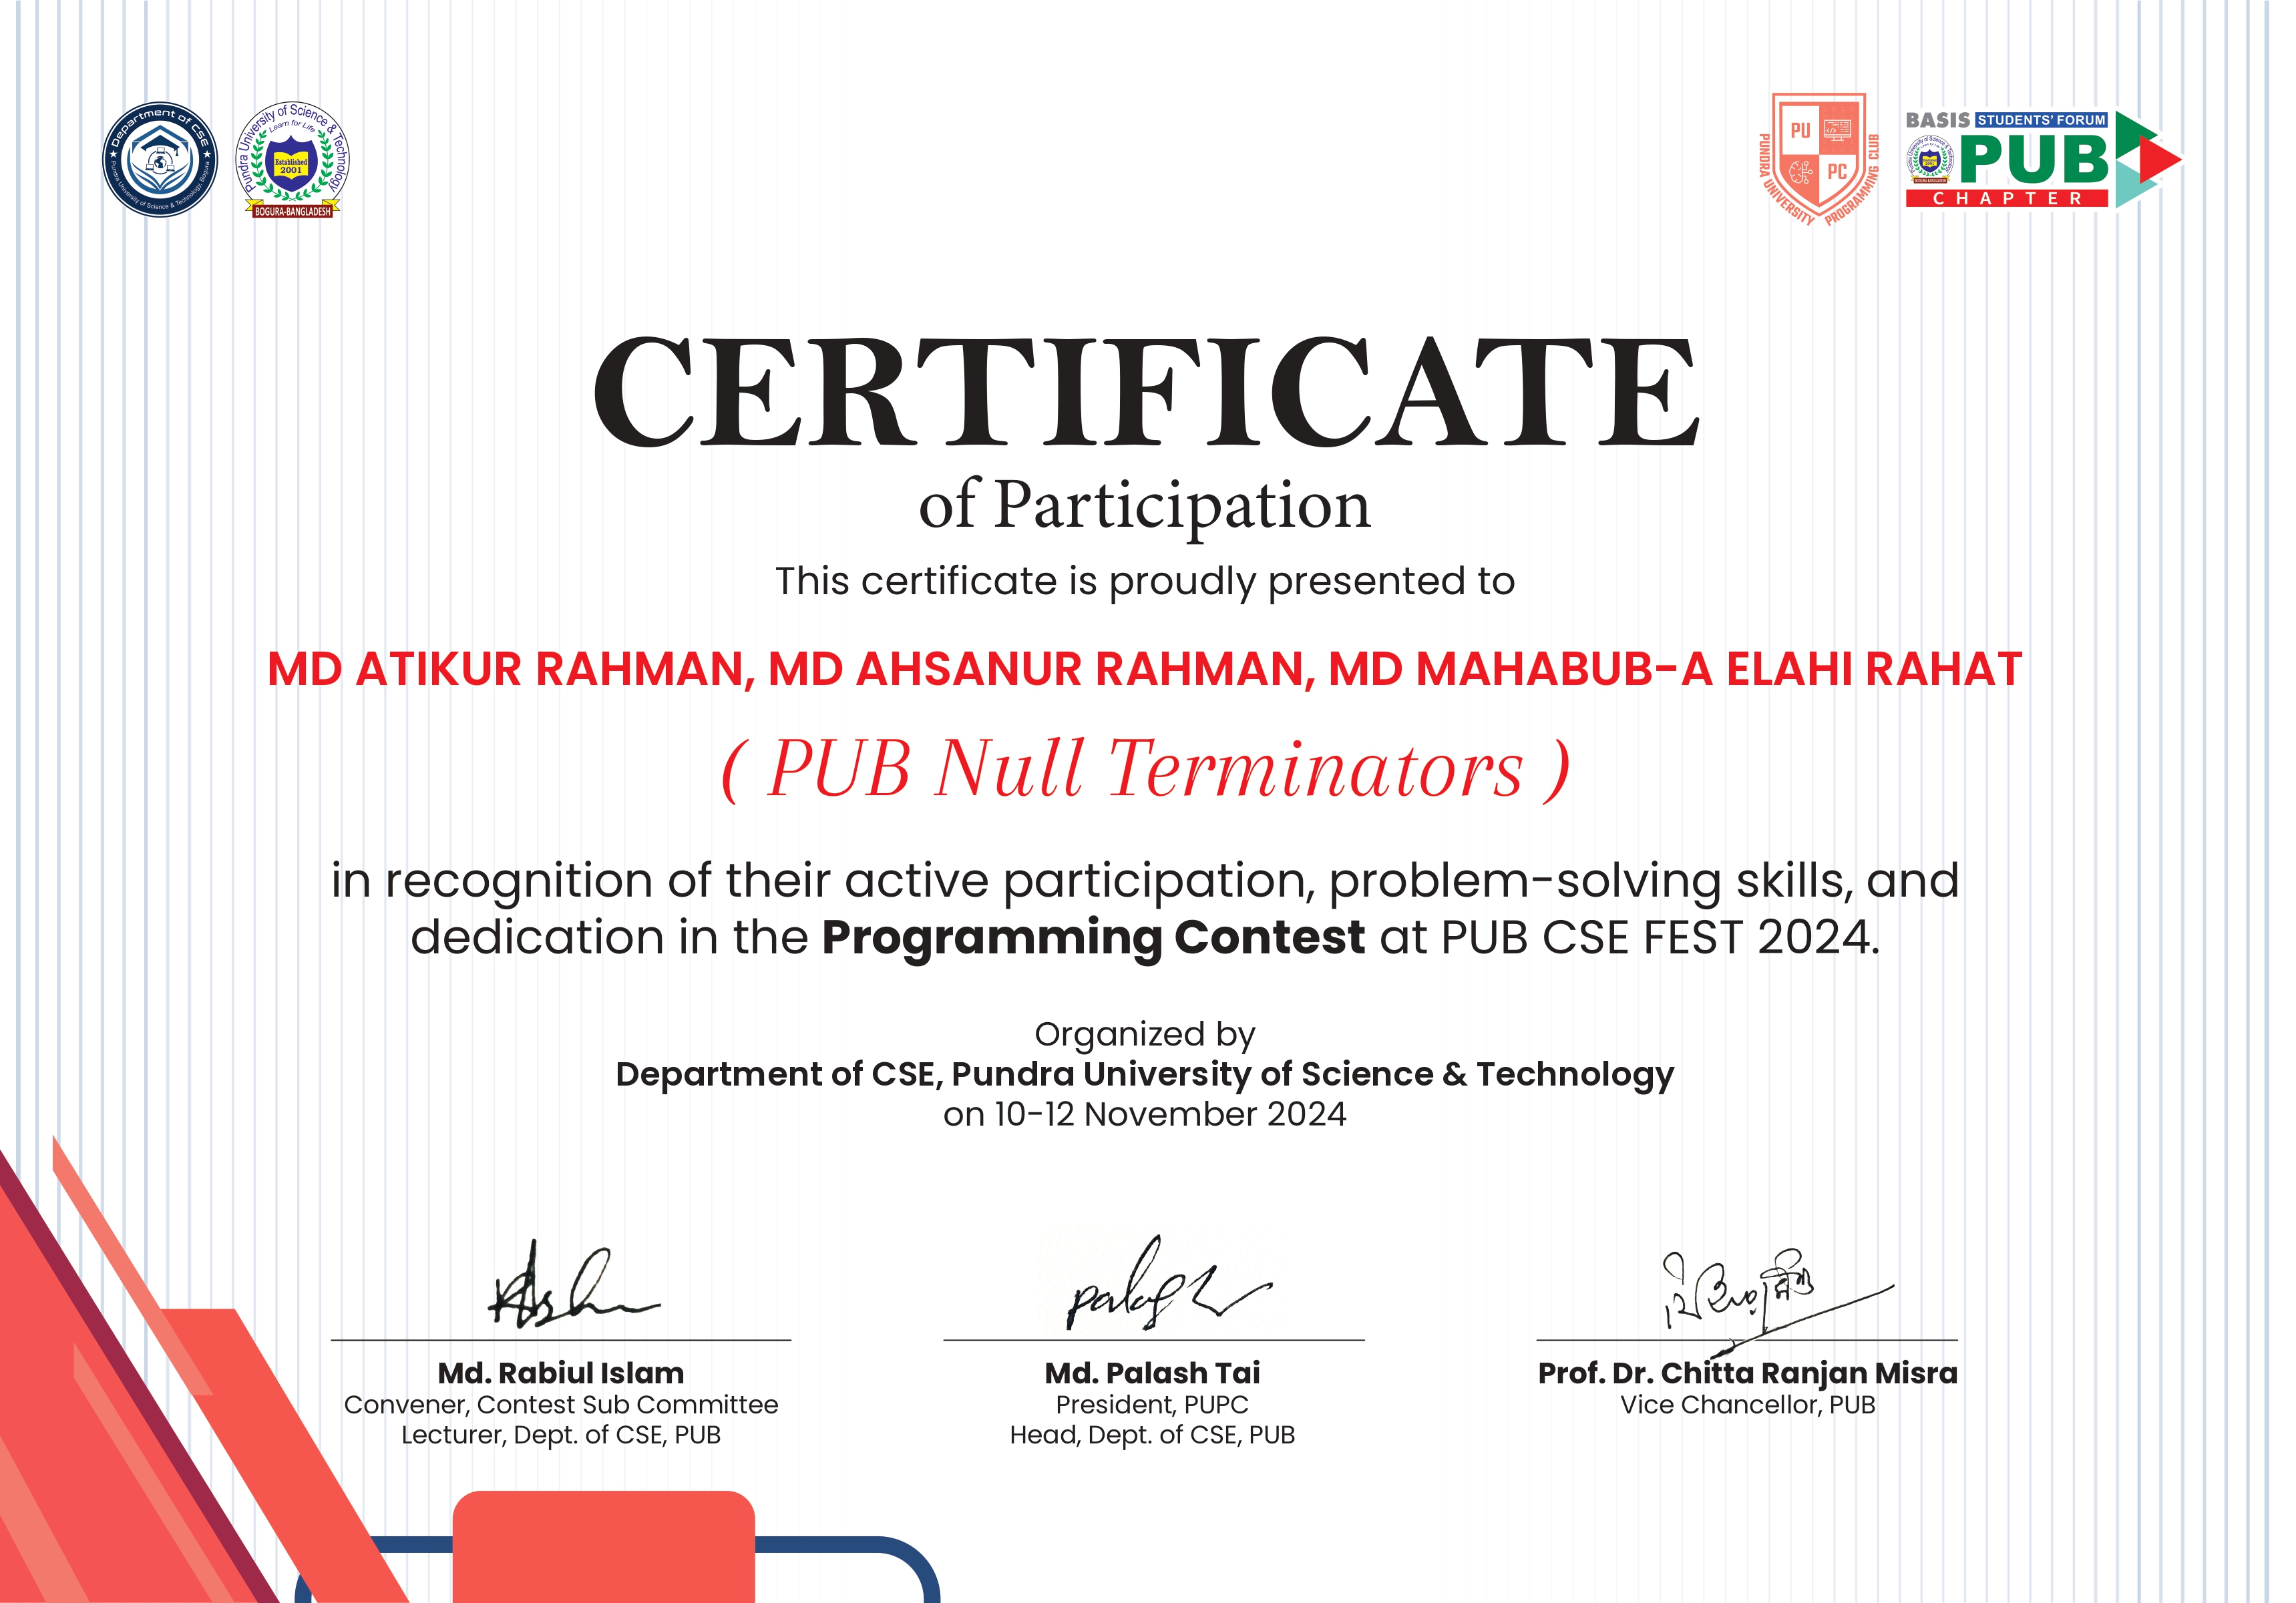 Department of CSE
Pundra University of Science & Technology, Bogura
Pundra University of Science & Technology
Learn for Life
Established
2001
BOGURA-BANGLADESH
PU
PC
PUNDRA UNIVERSITY PROGRAMMING CLUB
BASIS STUDENTS' FORUM
PUB
CHAPTER
CERTIFICATE
of Participation
This certificate is proudly presented to
MD ATIKUR RAHMAN, MD AHSANUR RAHMAN, MD MAHABUB-A ELAHI RAHAT
( PUB Null Terminators )
in recognition of their active participation, problem-solving skills, and
dedication in the Programming Contest at PUB CSE FEST 2024.
Organized by
Department of CSE, Pundra University of Science & Technology
on 10-12 November 2024
Md. Rabiul Islam
Convener, Contest Sub Committee
Lecturer, Dept. of CSE, PUB
Md. Palash Tai
President, PUPC
Head, Dept. of CSE, PUB
Prof. Dr. Chitta Ranjan Misra
Vice Chancellor, PUB